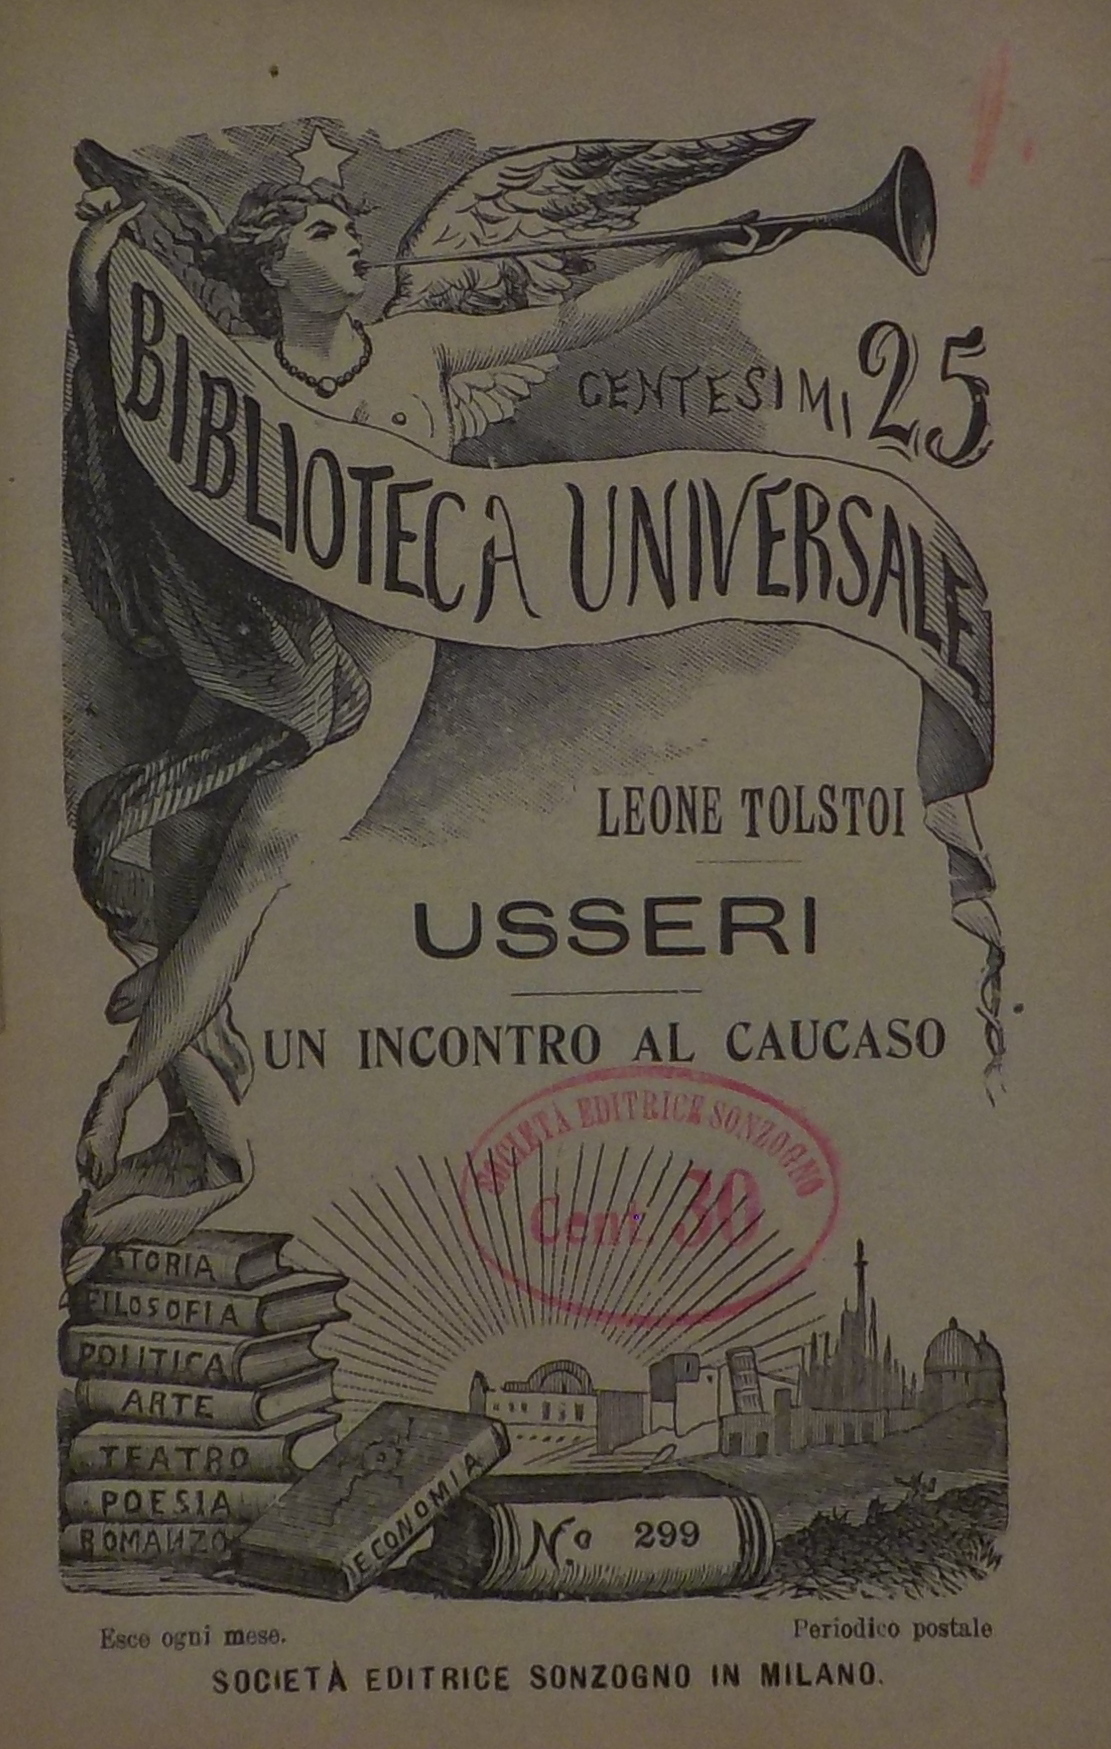 CENTESIMI 25
BIBLIOTECA UNIVERSALE
LEONE TOLSTOI
USSERI
UN INCONTRO AL CAUCASO
SOCIETÀ EDITRICE SONZOGNO
Cent 30
STORIA
FILOSOFIA
POLITICA
ARTE
TEATRO
POESIA
ROMANZO
ECONOMIA
No 299
Esce ogni mese.
Periodico postale
SOCIETÀ EDITRICE SONZOGNO IN MILANO.